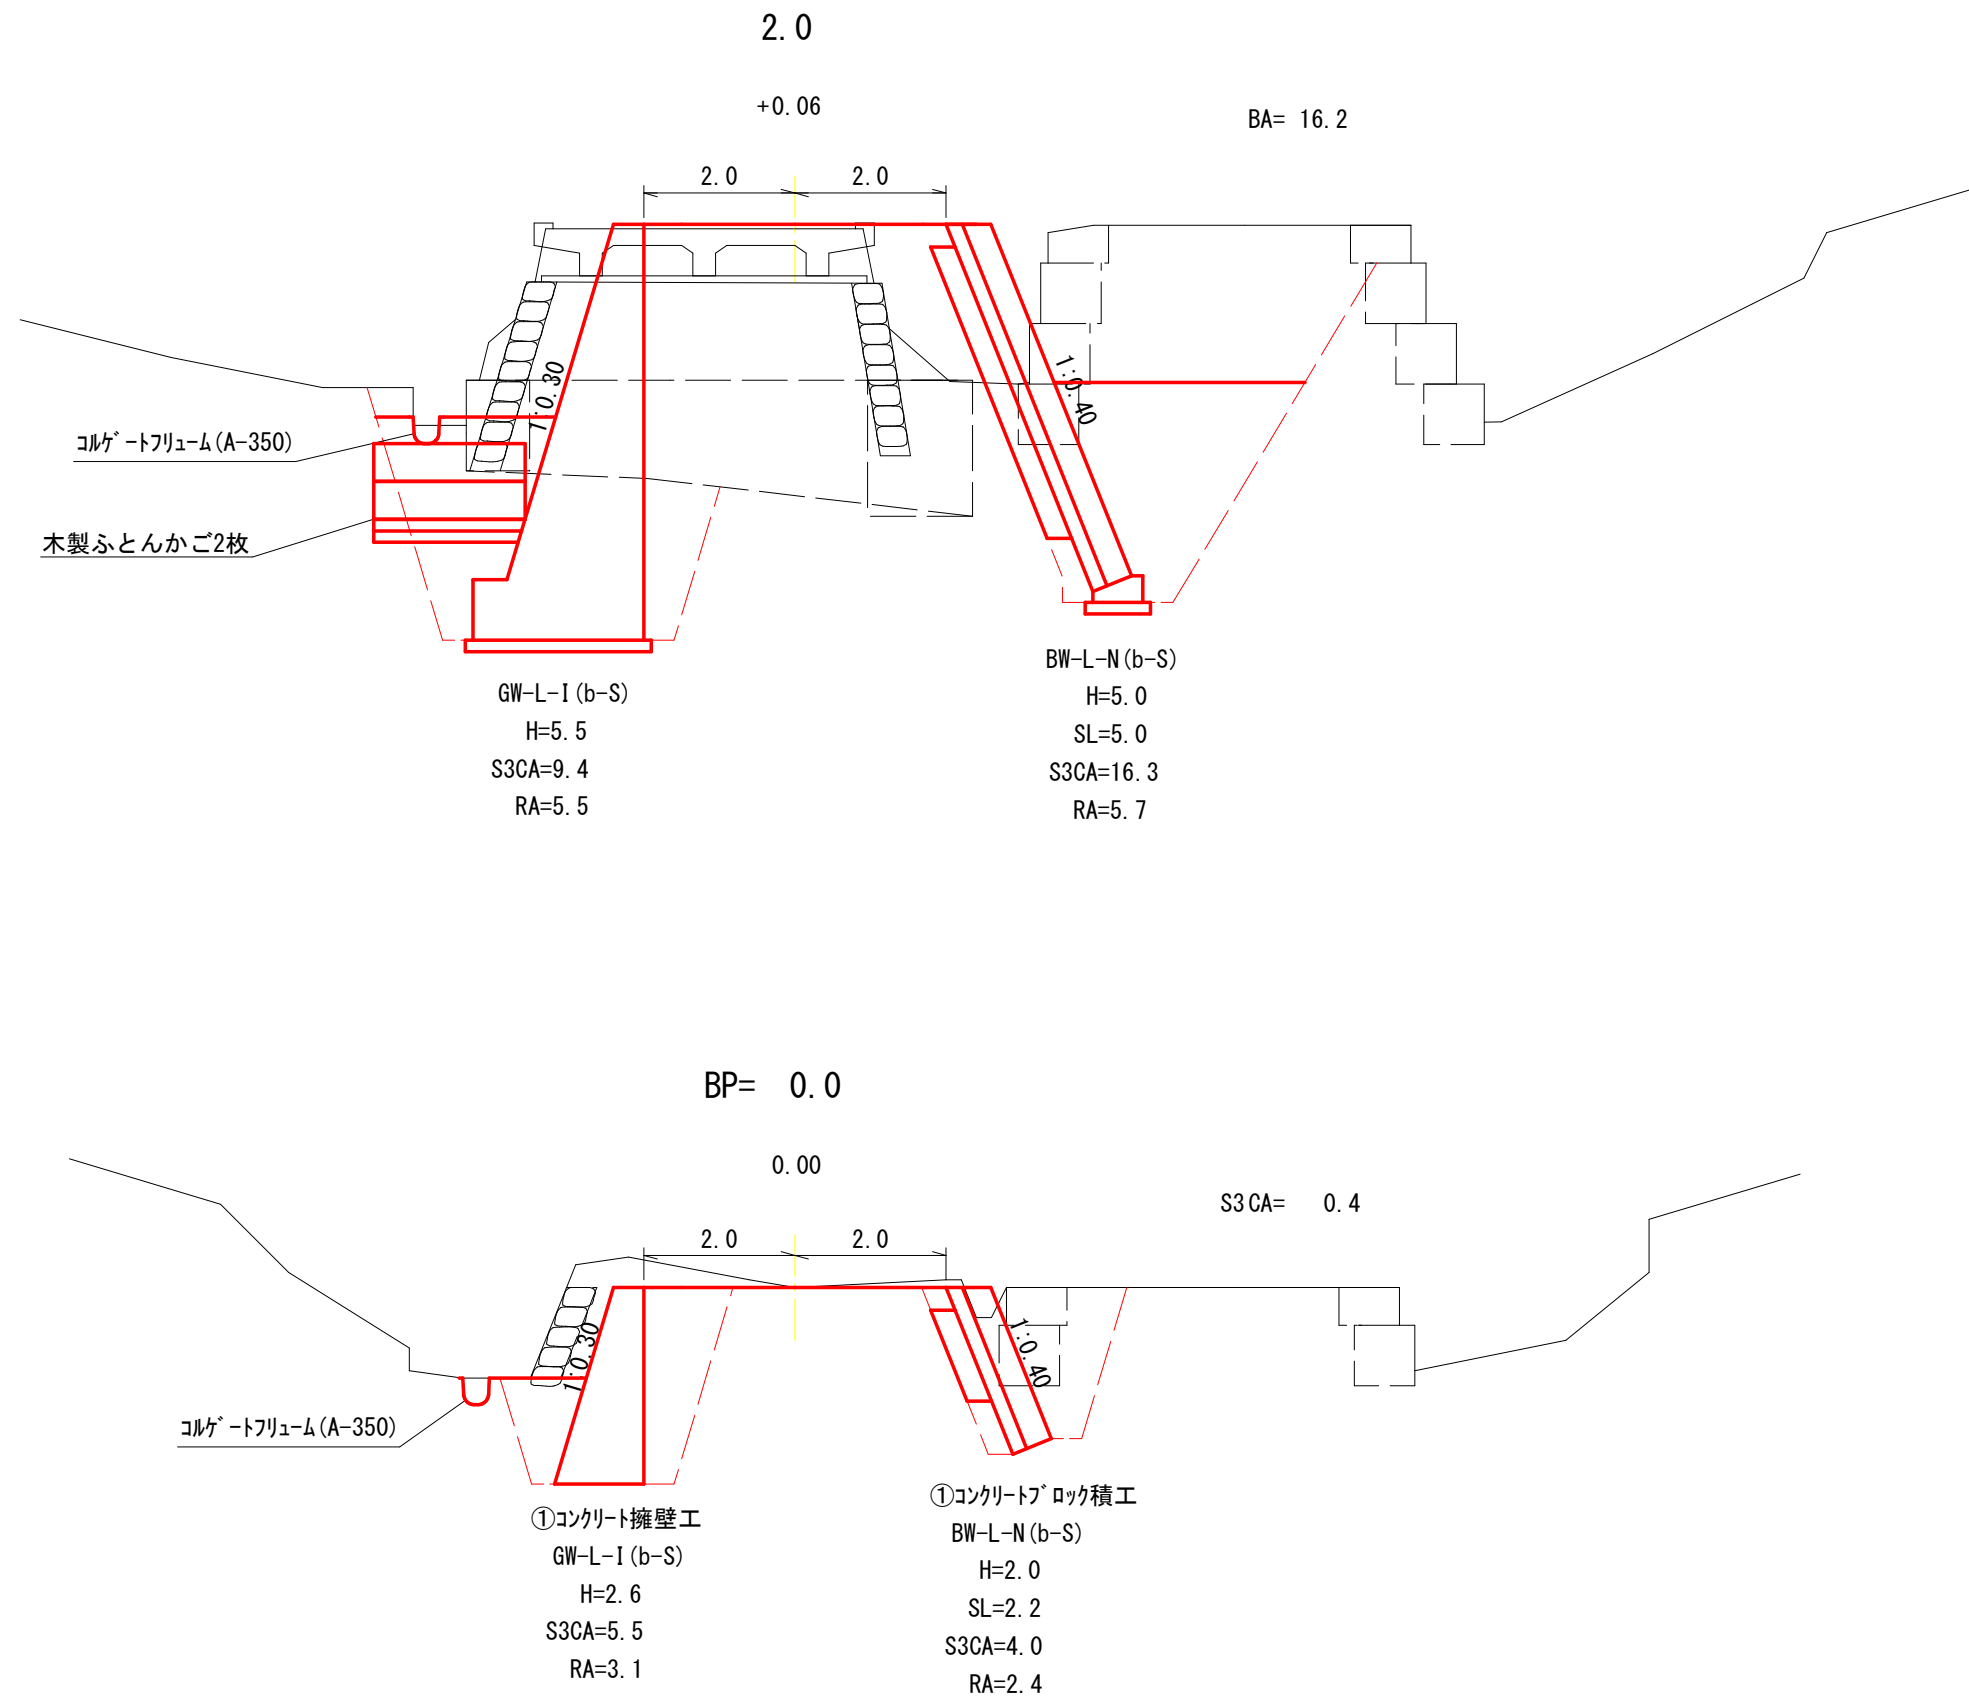 2.0
+0.06
BA= 16.2
2.0 2.0
1:0.30
1:0.40
コルゲートフリューム(A-350)
木製ふとんかご2枚
GW-L-I(b-S)
H=5.5
S3CA=9.4
RA=5.5
BW-L-N(b-S)
H=5.0
SL=5.0
S3CA=16.3
RA=5.7
BP= 0.0
0.00
S3CA= 0.4
2.0 2.0
1:0.30
1:0.40
コルゲートフリューム(A-350)
①コンクリート擁壁工
GW-L-I(b-S)
H=2.6
S3CA=5.5
RA=3.1
①コンクリートブロック積工
BW-L-N(b-S)
H=2.0
SL=2.2
S3CA=4.0
RA=2.4